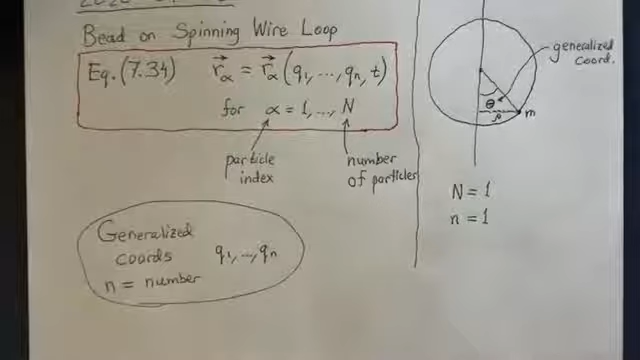 Bead on Spinning Wire Loop
Eq. (7.34) r⃗α = r⃗α (q1, ..., qn, t)
for α = 1, ..., N
particle
index
number
of particles
Generalized
coords q1, ..., qn
n = number
generalized
coord.
θ
ρ
m
N = 1
n = 1